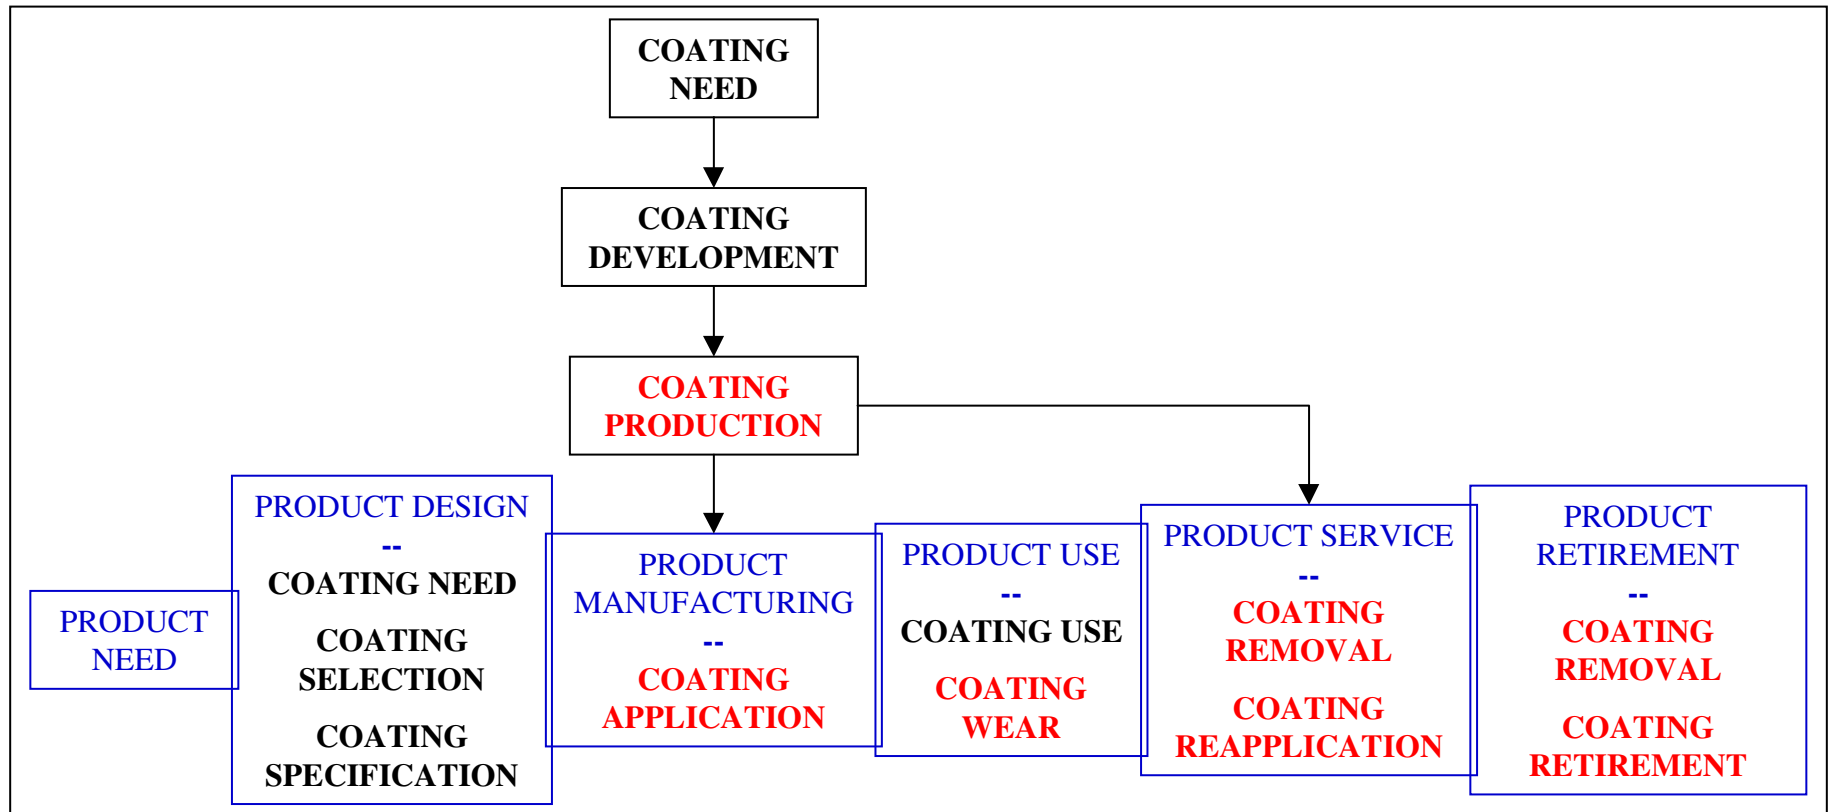 COATING
NEED
COATING
DEVELOPMENT
COATING
PRODUCTION
PRODUCT
NEED
PRODUCT DESIGN
--
COATING NEED
COATING
SELECTION
COATING
SPECIFICATION
PRODUCT
MANUFACTURING
--
COATING
APPLICATION
PRODUCT USE
--
COATING USE
COATING
WEAR
PRODUCT SERVICE
--
COATING
REMOVAL
COATING
REAPPLICATION
PRODUCT
RETIREMENT
--
COATING
REMOVAL
COATING
RETIREMENT